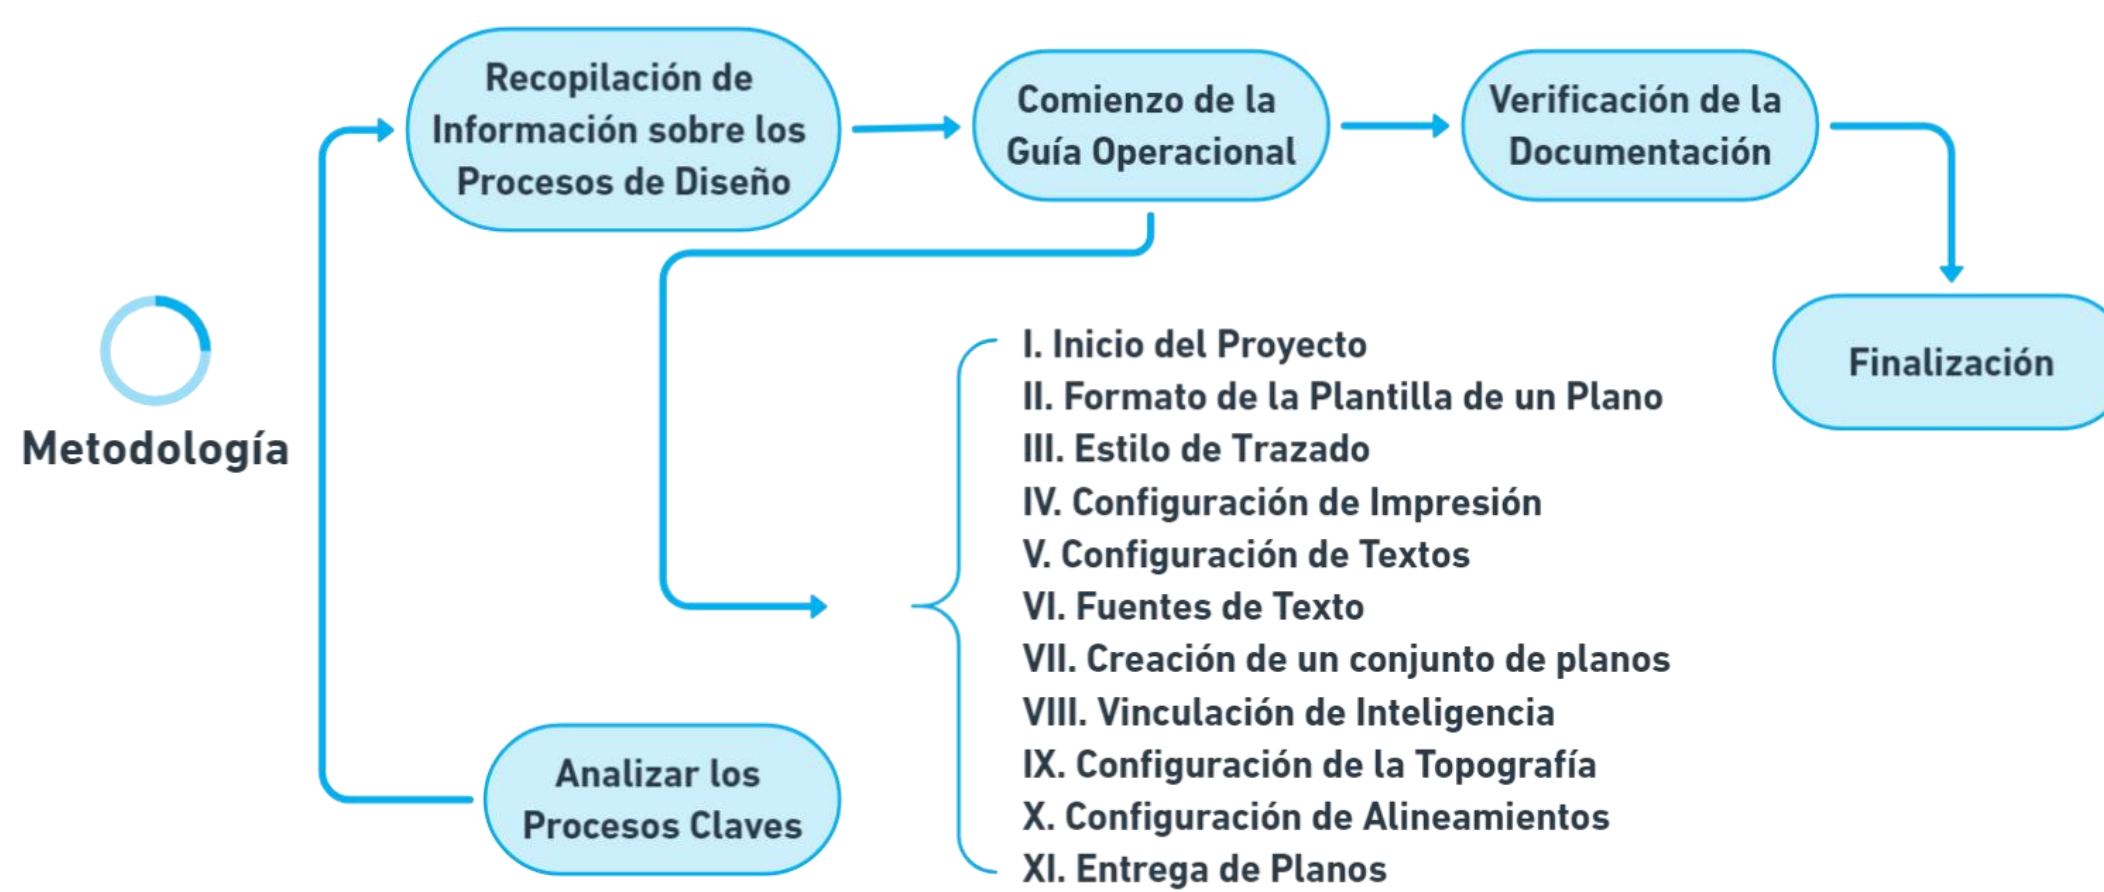 Recopilación de
Información sobre los
Procesos de Diseño
Comienzo de la
Guía Operacional
Verificación de la
Documentación
Finalización
Metodología
I. Inicio del Proyecto
II. Formato de la Plantilla de un Plano
III. Estilo de Trazado
IV. Configuración de Impresión
V. Configuración de Textos
VI. Fuentes de Texto
VII. Creación de un conjunto de planos
VIII. Vinculación de Inteligencia
IX. Configuración de la Topografía
X. Configuración de Alineamientos
XI. Entrega de Planos
Analizar los
Procesos Claves